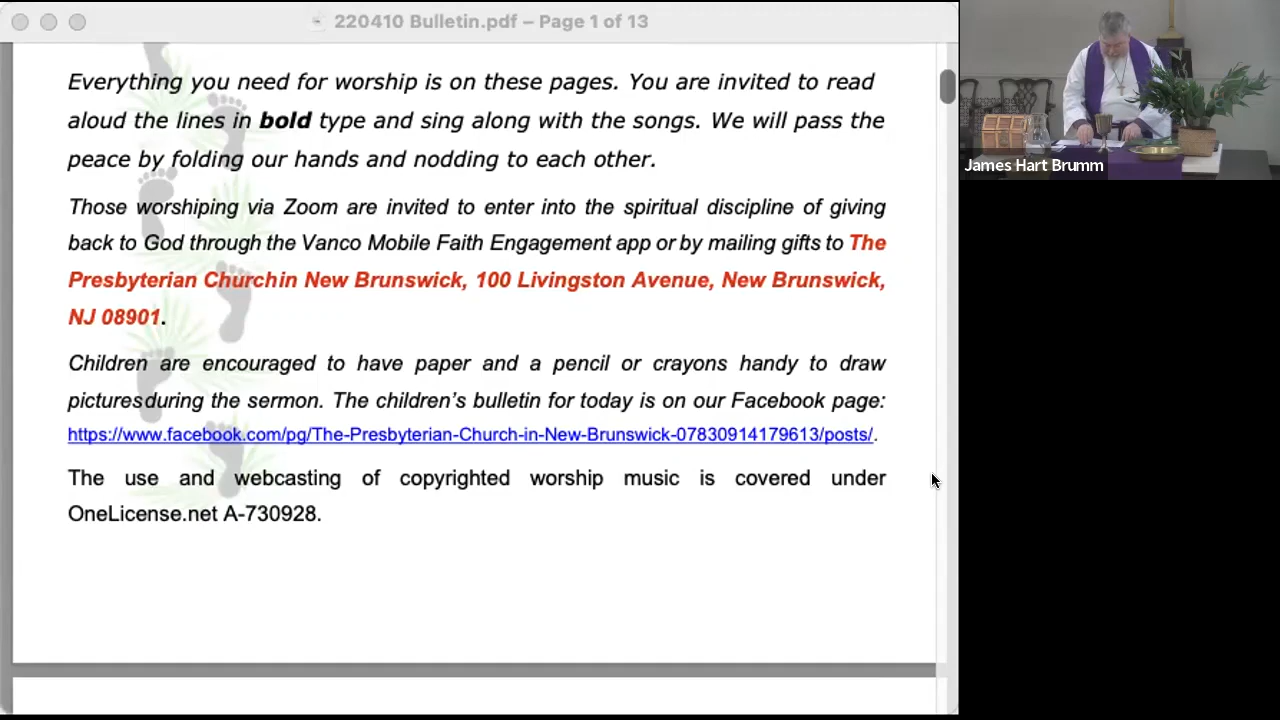 220410 Bulletin.pdf – Page 1 of 13
Everything you need for worship is on these pages. You are invited to read
aloud the lines in bold type and sing along with the songs. We will pass the
peace by folding our hands and nodding to each other.
Those worshiping via Zoom are invited to enter into the spiritual discipline of giving
back to God through the Vanco Mobile Faith Engagement app or by mailing gifts to The
Presbyterian Churchin New Brunswick, 100 Livingston Avenue, New Brunswick,
NJ 08901.
Children are encouraged to have paper and a pencil or crayons handy to draw
picturesduring the sermon. The children's bulletin for today is on our Facebook page:
https://www.facebook.com/pg/The-Presbyterian-Church-in-New-Brunswick-07830914179613/posts/.
The use and webcasting of copyrighted worship music is covered under
OneLicense.net A-730928.
James Hart Brumm